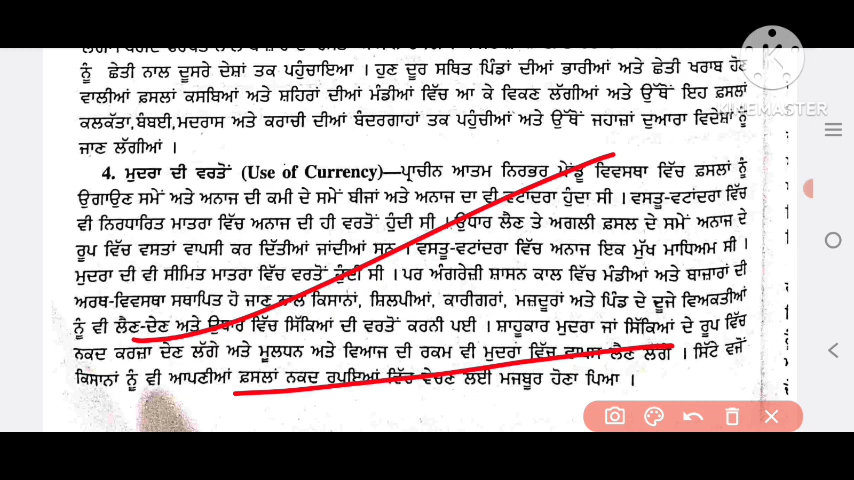 ਨੂੰ ਛੇਤੀ ਨਾਲ ਦੂਸਰੇ ਦੇਸ਼ਾਂ ਤਕ ਪਹੁੰਚਾਇਆ । ਹੁਣ ਦੂਰ ਸਥਿਤ ਪਿੰਡਾਂ ਦੀਆਂ ਭਾਰੀਆਂ ਅਤੇ ਛੇਤੀ ਖਰਾਬ ਹੋਣ
ਵਾਲੀਆਂ ਫ਼ਸਲਾਂ ਕਸਬਿਆਂ ਅਤੇ ਸ਼ਹਿਰਾਂ ਦੀਆਂ ਮੰਡੀਆਂ ਵਿੱਚ ਆ ਕੇ ਵਿਕਣ ਲੱਗੀਆਂ ਅਤੇ ਉੱਥੋਂ ਇਹ ਫ਼ਸਲਾਂ
ਕਲਕੱਤਾ, ਬੰਬਈ, ਮਦਰਾਸ ਅਤੇ ਕਰਾਚੀ ਦੀਆਂ ਬੰਦਰਗਾਹਾਂ ਤਕ ਪਹੁੰਚੀਆਂ ਅਤੇ ਉੱਥੋਂ ਜਹਾਜ਼ਾਂ ਦੁਆਰਾ ਵਿਦੇਸ਼ਾਂ ਨੂੰ
ਜਾਣ ਲੱਗੀਆਂ ।
4. ਮੁਦਰਾ ਦੀ ਵਰਤੋਂ (Use of Currency)—ਪ੍ਰਾਚੀਨ ਆਤਮ ਨਿਰਭਰ ਪੇਂਡੂ ਵਿਵਸਥਾ ਵਿੱਚ ਫ਼ਸਲਾਂ ਨੂੰ
ਉਗਾਉਣ ਸਮੇਂ ਅਤੇ ਅਨਾਜ ਦੀ ਕਮੀ ਦੇ ਸਮੇਂ ਬੀਜਾਂ ਅਤੇ ਅਨਾਜ ਦਾ ਵੀ ਵਟਾਂਦਰਾ ਹੁੰਦਾ ਸੀ । ਵਸਤੂ-ਵਟਾਂਦਰਾ ਵਿੱਚ
ਵੀ ਨਿਰਧਾਰਿਤ ਮਾਤਰਾ ਵਿੱਚ ਅਨਾਜ ਦੀ ਹੀ ਵਰਤੋਂ ਹੁੰਦੀ ਸੀ । ਉਧਾਰ ਲੈਣ ਤੇ ਅਗਲੀ ਫ਼ਸਲ ਦੇ ਸਮੇਂ ਅਨਾਜ ਦੇ
ਰੂਪ ਵਿੱਚ ਵਸਤਾਂ ਵਾਪਸੀ ਕਰ ਦਿੱਤੀਆਂ ਜਾਂਦੀਆਂ ਸਨ । ਵਸਤੂ-ਵਟਾਂਦਰਾ ਵਿੱਚ ਅਨਾਜ ਇਕ ਮੁੱਖ ਮਾਧਿਅਮ ਸੀ ।
ਮੁਦਰਾ ਦੀ ਵੀ ਸੀਮਿਤ ਮਾਤਰਾ ਵਿੱਚ ਵਰਤੋਂ ਹੁੰਦੀ ਸੀ । ਪਰ ਅੰਗਰੇਜ਼ੀ ਸ਼ਾਸਨ ਕਾਲ ਵਿੱਚ ਮੰਡੀਆਂ ਅਤੇ ਬਾਜ਼ਾਰਾਂ ਦੀ
ਅਰਥ-ਵਿਵਸਥਾ ਸਥਾਪਿਤ ਹੋ ਜਾਣ ਨਾਲ ਕਿਸਾਨਾਂ, ਸ਼ਿਲਪੀਆਂ, ਕਾਰੀਗਰਾਂ, ਮਜ਼ਦੂਰਾਂ ਅਤੇ ਪਿੰਡ ਦੇ ਦੂਜੇ ਵਿਅਕਤੀਆਂ
ਨੂੰ ਵੀ ਲੈਣ-ਦੇਣ ਅਤੇ ਉਧਾਰ ਵਿੱਚ ਸਿੱਕਿਆਂ ਦੀ ਵਰਤੋਂ ਕਰਨੀ ਪਈ । ਸ਼ਾਹੂਕਾਰ ਮੁਦਰਾ ਜਾਂ ਸਿੱਕਿਆਂ ਦੇ ਰੂਪ ਵਿੱਚ
ਨਕਦ ਕਰਜ਼ਾ ਦੇਣ ਲੱਗੇ ਅਤੇ ਮੂਲਧਨ ਅਤੇ ਵਿਆਜ ਦੀ ਰਕਮ ਵੀ ਮੁਦਰਾ ਵਿੱਚ ਵਾਪਸ ਲੈਣ ਲੱਗੇ । ਸਿੱਟੇ ਵਜੋਂ
ਕਿਸਾਨਾਂ ਨੂੰ ਵੀ ਆਪਣੀਆਂ ਫ਼ਸਲਾਂ ਨਕਦ ਰੁਪਇਆਂ ਵਿੱਚ ਵੇਚਣ ਲਈ ਮਜਬੂਰ ਹੋਣਾ ਪਿਆ ।
KINEMASTER